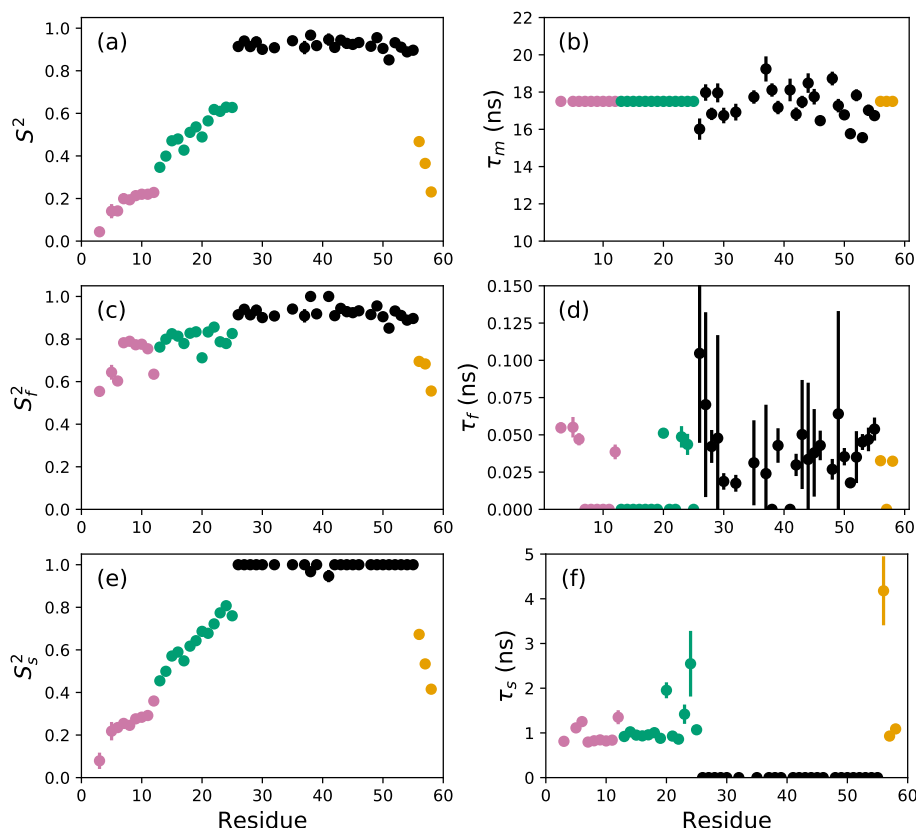 (a)
S²
1.0
0.8
0.6
0.4
0.2
0.0
0 10 20 30 40 50 60
(b)
τm (ns)
22
20
18
16
14
12
10
10 20 30 40 50 60
(c)
S²f
1.0
0.8
0.6
0.4
0.2
0.0
0 10 20 30 40 50 60
(d)
τf (ns)
0.150
0.125
0.100
0.075
0.050
0.025
0.000
10 20 30 40 50 60
(e)
S²s
1.0
0.8
0.6
0.4
0.2
0.0
0 10 20 30 40 50 60
Residue
(f)
τs (ns)
5
4
3
2
1
0
0 10 20 30 40 50 60
Residue